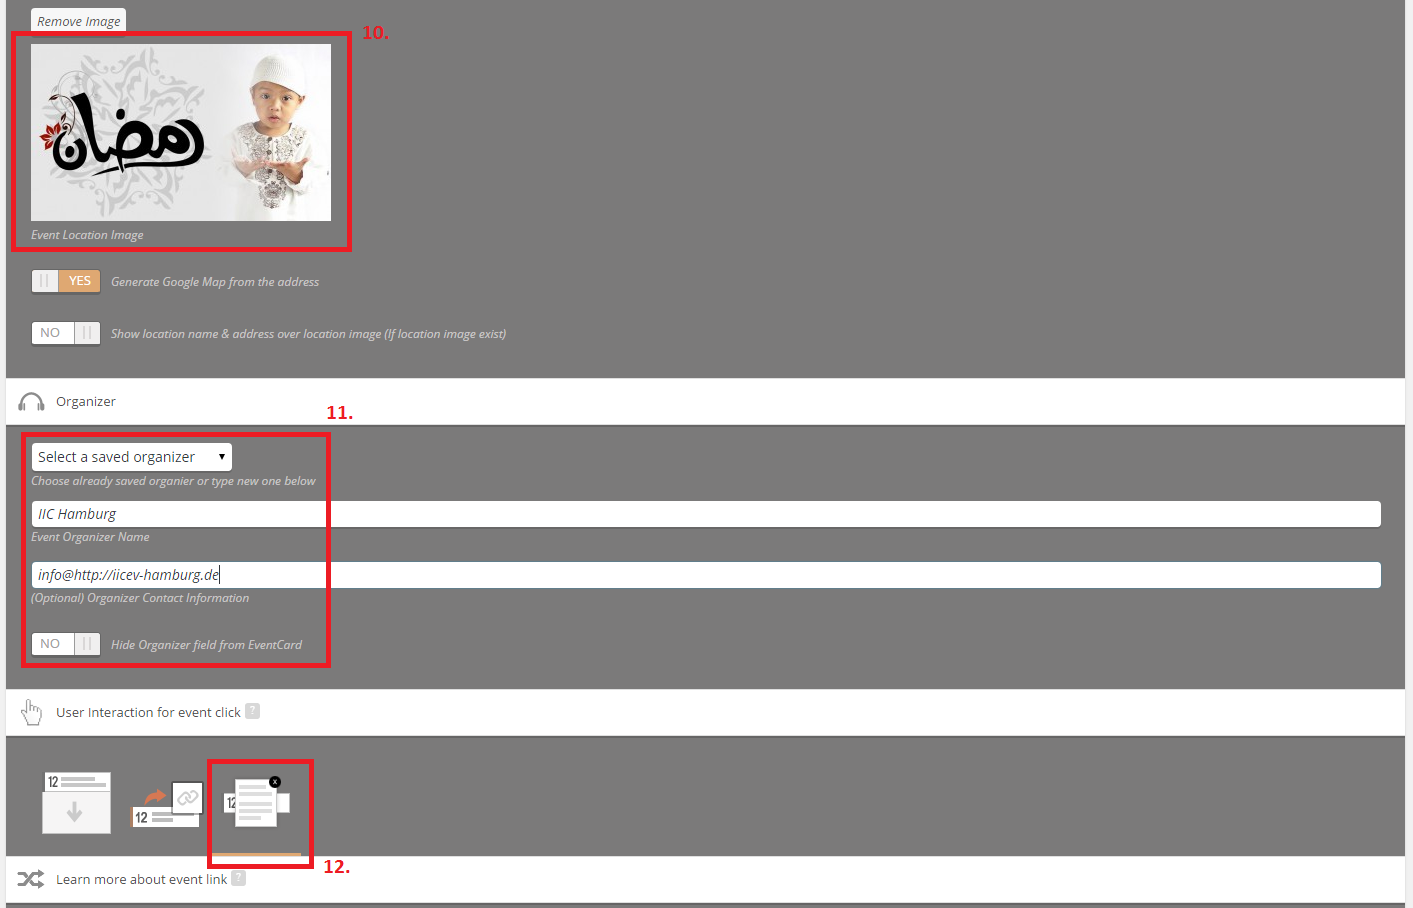 Remove Image
10.
رمضان
Event Location Image
YES
Generate Google Map from the address
NO
Show location name & address over location image (If location image exist)
Organizer
11.
Select a saved organizer
Choose already saved organier or type new one below
IIC Hamburg
Event Organizer Name
info@http://iicev-hamburg.de
(Optional) Organizer Contact Information
NO
Hide Organizer field from EventCard
User Interaction for event click ?
12
12
12
x
12.
Learn more about event link ?